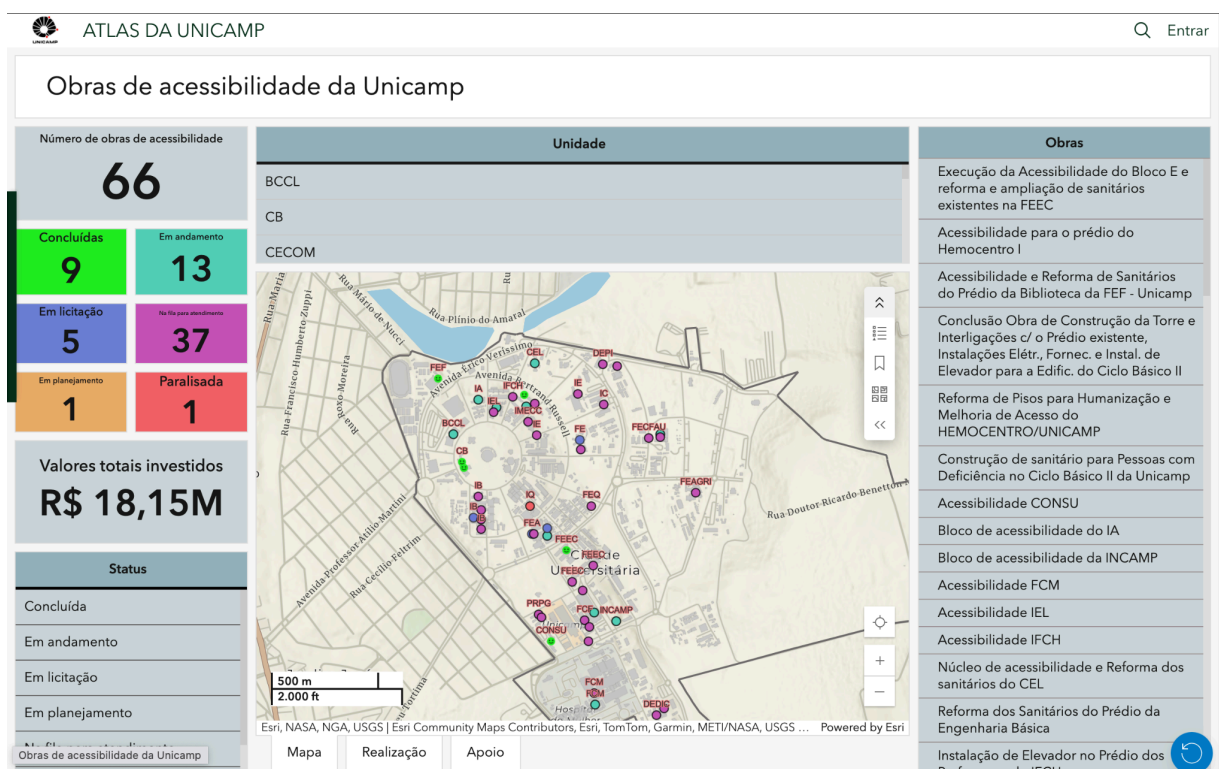 UNICAMP
ATLAS DA UNICAMP
Entrar
Obras de acessibilidade da Unicamp
Número de obras de acessibilidade
66
Concluídas
9
Em andamento
13
Em licitação
5
Na fila para atendimento
37
Em planejamento
1
Paralisada
1
Valores totais investidos
R$ 18,15M
Status
Concluída
Em andamento
Em licitação
Em planejamento
Obras de acessibilidade da Unicamp
Unidade
BCCL
CB
CECOM
Rua Mário de Nucci
Rua Plínio do Amaral
Rua Francisco Humberto Zuppi
Rua Roxo Moreira
Avenida Érico Veríssimo
Avenida Bertrand Russell
Avenida Professor Atílio Martini
Rua Cecílio Feltrim
Rua Doutor Ricardo Benetton
CEL
DEPI
FEF
IA
IFCH
IE
IEL
IC
IMECC
IE
BCCL
FE
FECFAU
CB
IB
IQ
FEQ
FEAGRI
IB
IB
FEA
FEEC
FEEC
FEEC
PRPG
FCF
INCAMP
Unicamp
CONSU
FCM
FCM
DEDIC
500 m
2.000 ft
Esri, NASA, NGA, USGS | Esri Community Maps Contributors, Esri, TomTom, Garmin, METI/NASA, USGS ...
Powered by Esri
Mapa
Realização
Apoio
Obras
Execução da Acessibilidade do Bloco E e
reforma e ampliação de sanitários
existentes na FEEC
Acessibilidade para o prédio do
Hemocentro I
Acessibilidade e Reforma de Sanitários
do Prédio da Biblioteca da FEF - Unicamp
Conclusão Obra de Construção da Torre e
Interligações c/ o Prédio existente,
Instalações Elétr., Fornec. e Instal. de
Elevador para a Edific. do Ciclo Básico II
Reforma de Pisos para Humanização e
Melhoria de Acesso do
HEMOCENTRO/UNICAMP
Construção de sanitário para Pessoas com
Deficiência no Ciclo Básico II da Unicamp
Acessibilidade CONSU
Bloco de acessibilidade do IA
Bloco de acessibilidade da INCAMP
Acessibilidade FCM
Acessibilidade IEL
Acessibilidade IFCH
Núcleo de acessibilidade e Reforma dos
sanitários do CEL
Reforma dos Sanitários do Prédio da
Engenharia Básica
Instalação de Elevador no Prédio dos